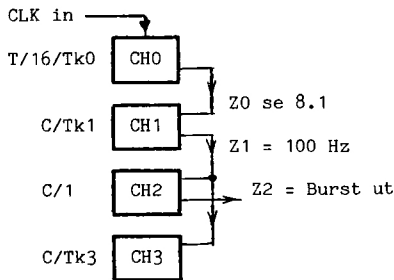 CLK in
T/16/Tk0 CH0
Z0 se 8.1
C/Tk1 CH1
Z1 = 100 Hz
C/1 CH2
Z2 = Burst ut
C/Tk3 CH3